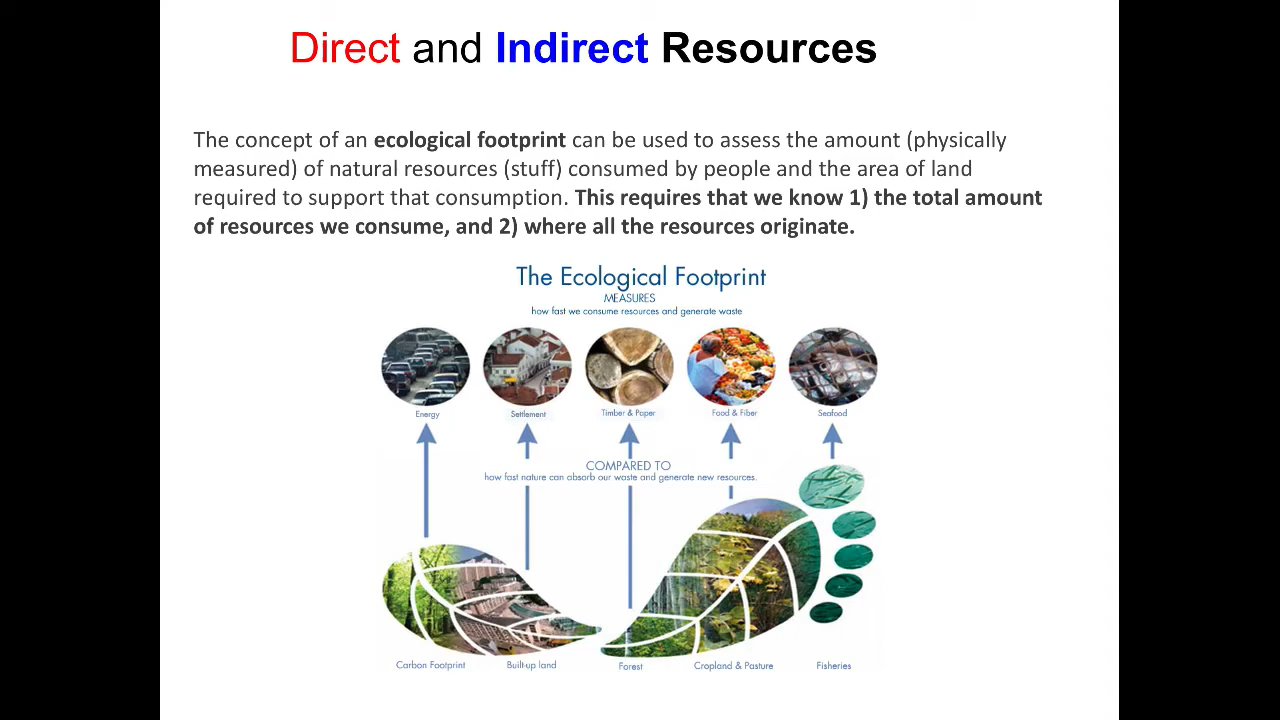 Direct and Indirect Resources
The concept of an ecological footprint can be used to assess the amount (physically
measured) of natural resources (stuff) consumed by people and the area of land
required to support that consumption. This requires that we know 1) the total amount
of resources we consume, and 2) where all the resources originate.
The Ecological Footprint
MEASURES
how fast we consume resources and generate waste
Energy Settlement Timber & Paper Food & Fiber Seafood
COMPARED TO
how fast nature can absorb our waste and generate new resources.
Carbon Footprint Built-up land Forest Cropland & Pasture Fisheries